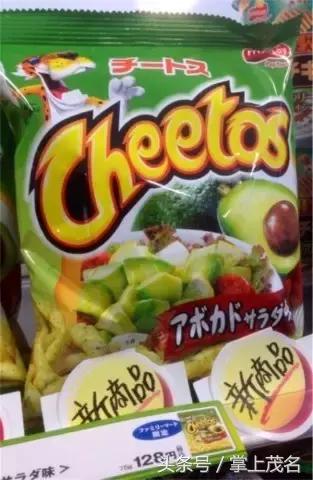 チートス
Cheetos
アボカドサラダ味
新商品
新商品
ファミリーマート
限定
サラダ味 >
128円
头条号 / 掌上茂名